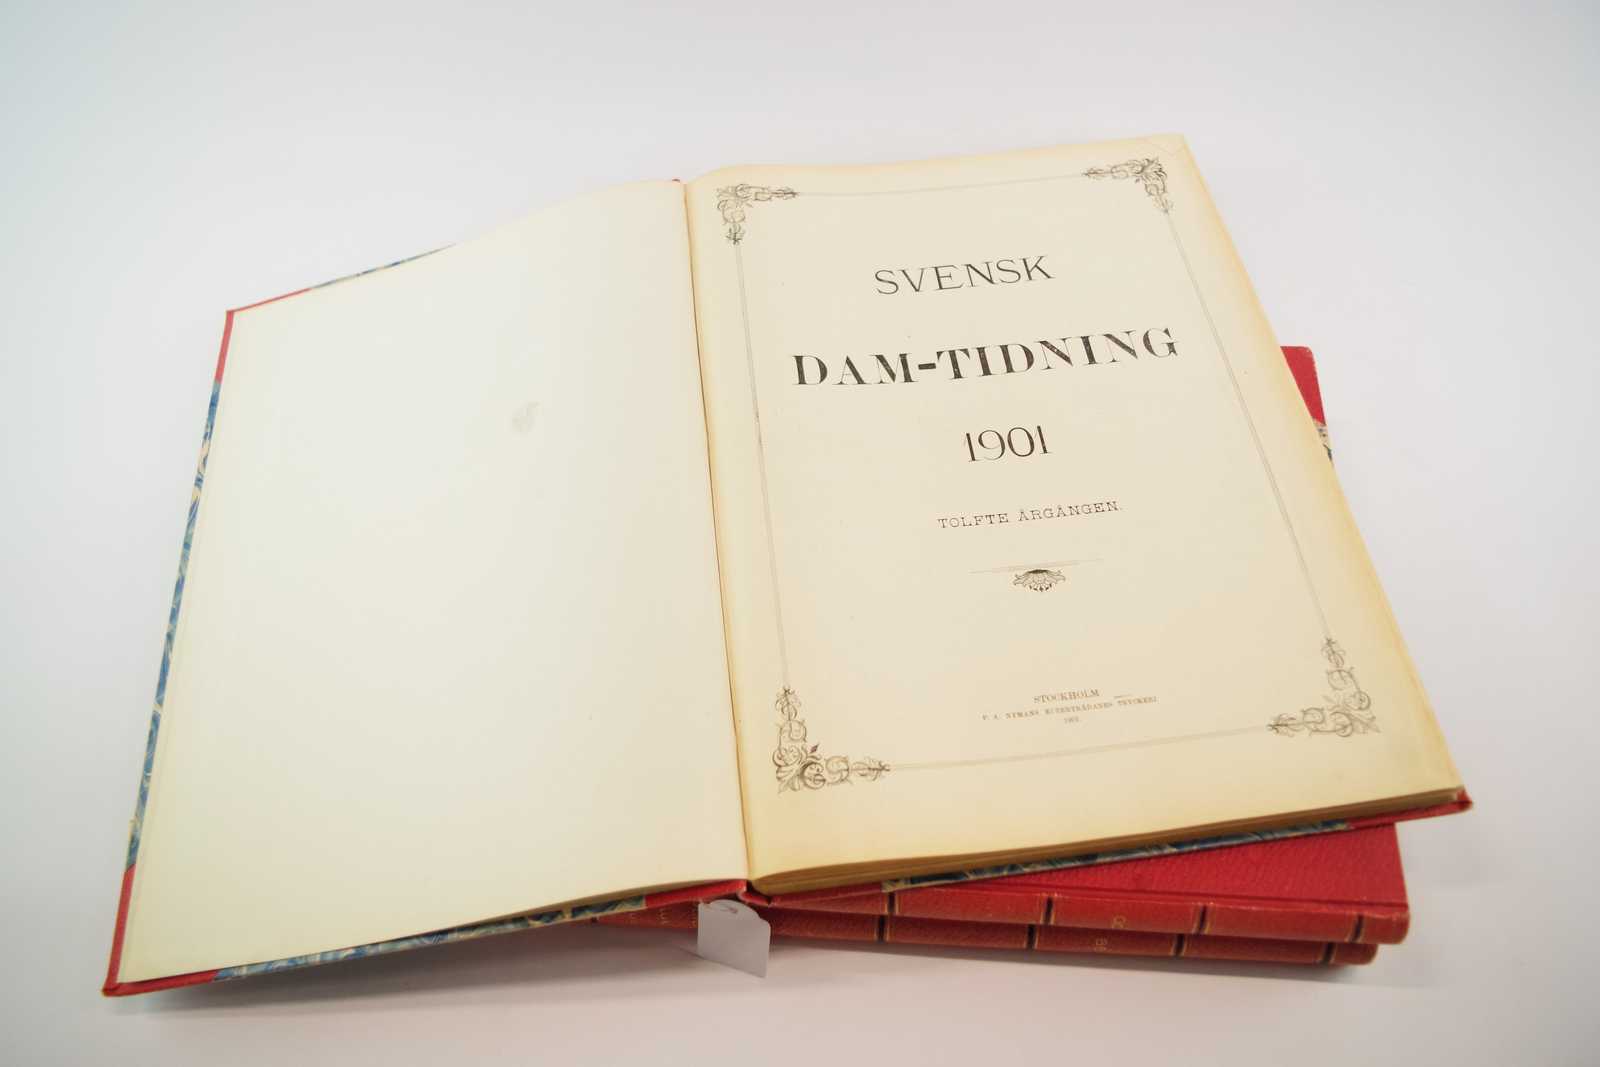 SVENSK
DAM-TIDNING
1901
TOLFTE ÅRGÅNGEN.
STOCKHOLM